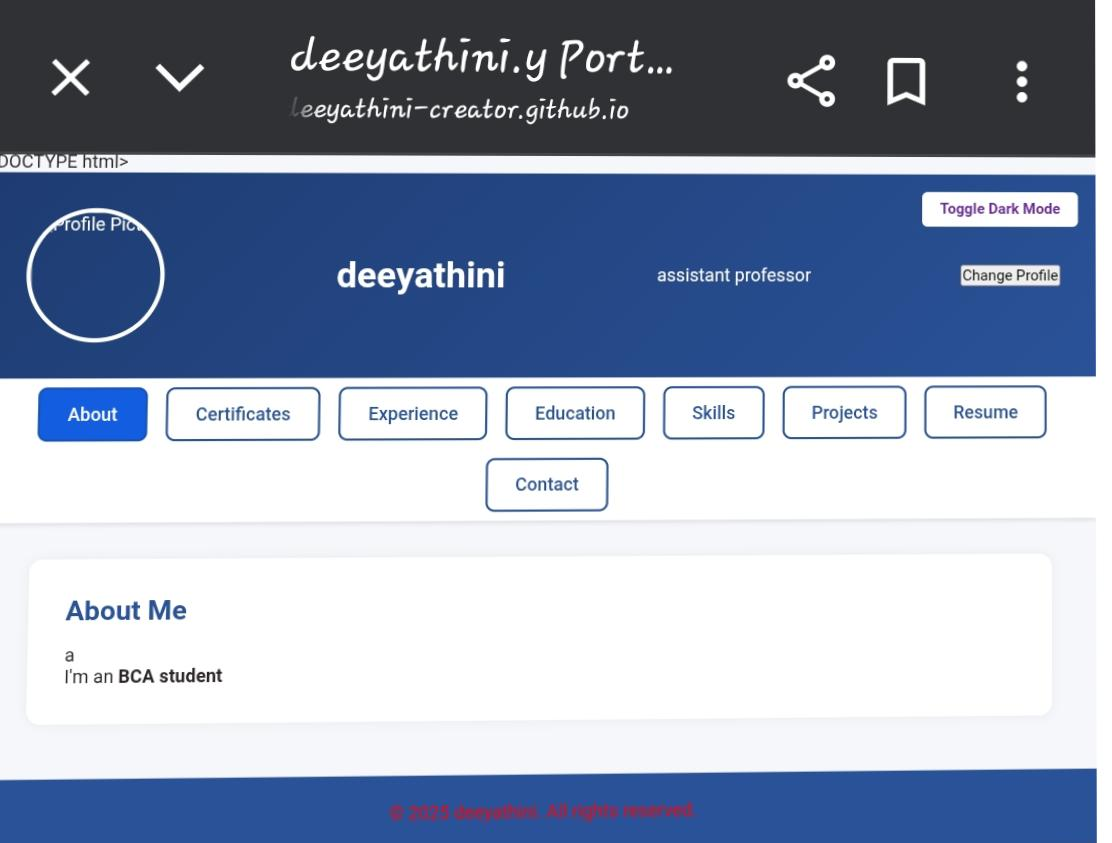 deeyathini.y Port...
eeyathini-creator.github.io
DOCTYPE html>
Toggle Dark Mode
Profile Pict
deeyathini
assistant professor
Change Profile
About
Certificates
Experience
Education
Skills
Projects
Resume
Contact
About Me
a
I'm an BCA student
© 2025 deeyathini. All rights reserved.